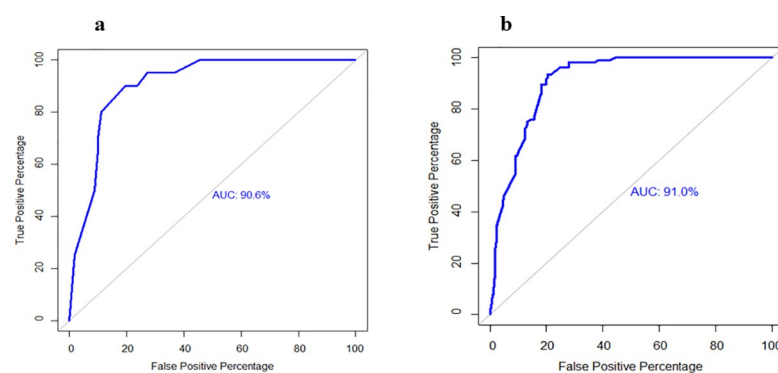 a
100
80
60
40
20
0
True Positive Percentage
AUC: 90.6%
0 20 40 60 80 100
False Positive Percentage
b
100
80
60
40
20
0
True Positive Percentage
AUC: 91.0%
0 20 40 60 80 100
False Positive Percentage